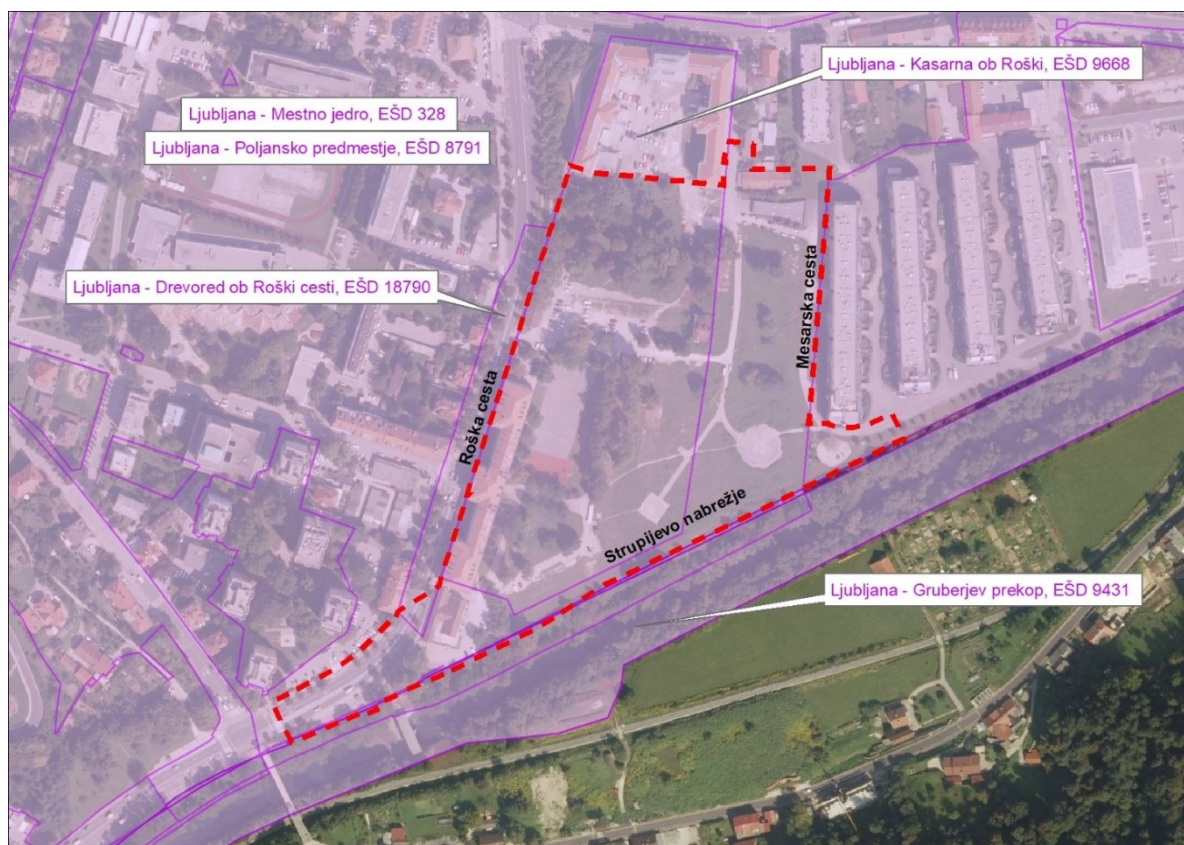 Ljubljana - Kasarna ob Roški, EŠD 9668
Ljubljana - Mestno jedro, EŠD 328
Ljubljana - Poljansko predmestje, EŠD 8791
Ljubljana - Drevored ob Roški cesti, EŠD 18790
Mesarska cesta
Roška cesta
Strupijevo nabrežje
Ljubljana - Gruberjev prekop, EŠD 9431